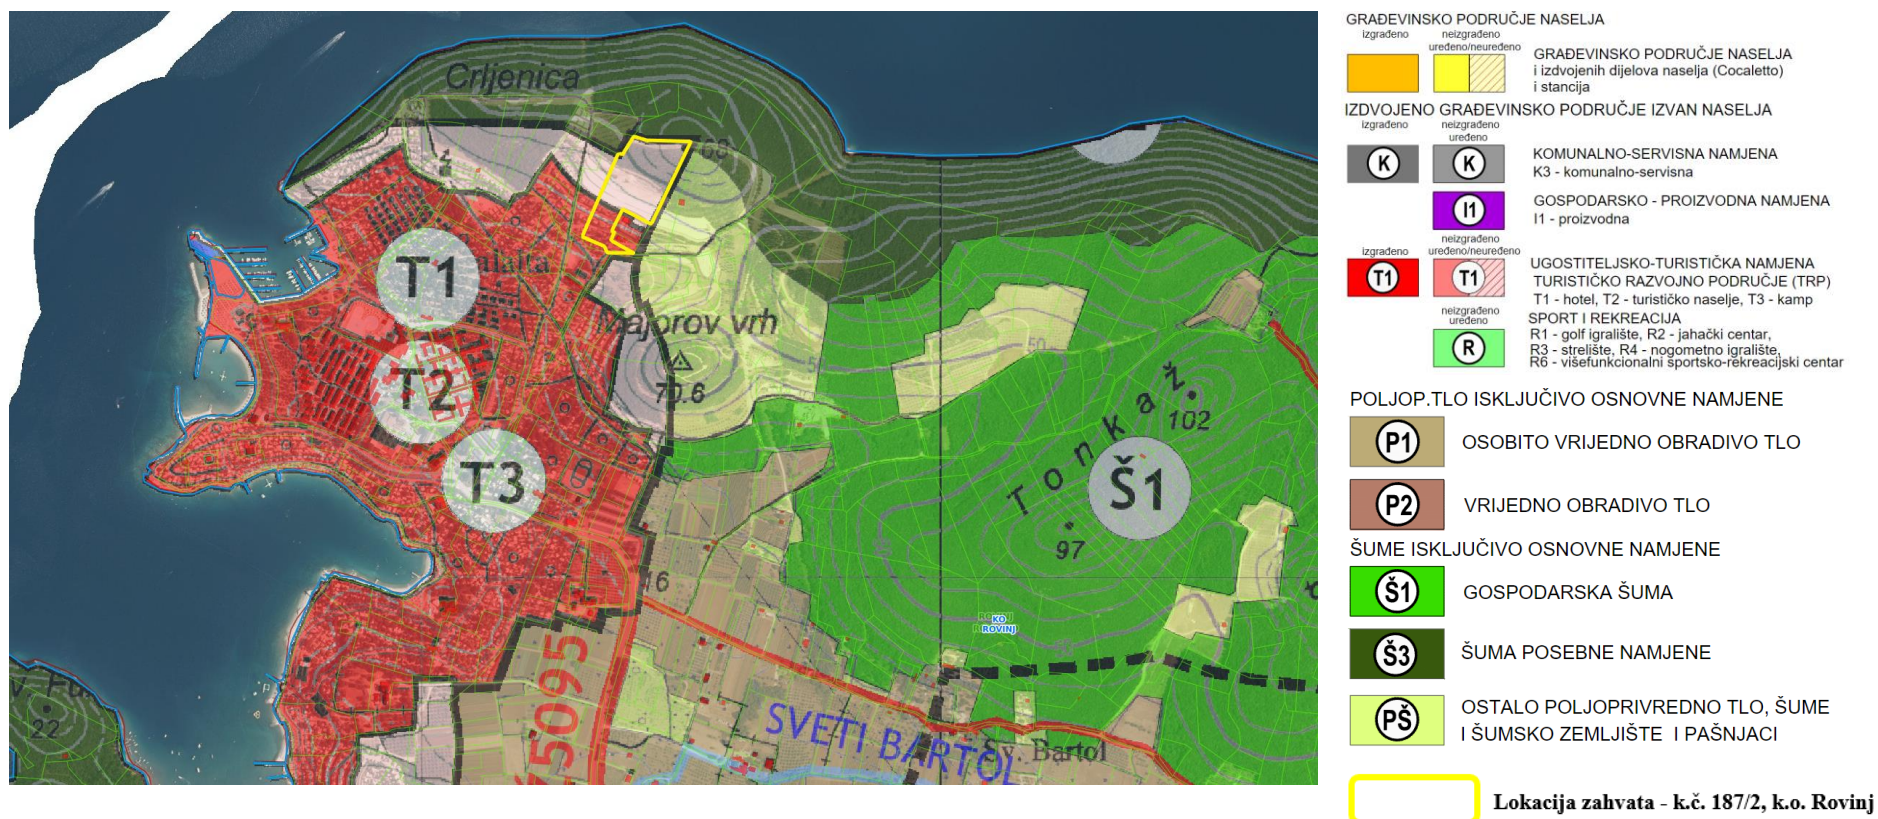 Crljenica
68
T1
alaita
Majorov vrh
70.6
T2
T3
50
Tonkaž
102
97
Š1
16
KO
ROVINJ
75095
SVETI BARTOL
Sv. Bartol
22
GRAĐEVINSKO PODRUČJE NASELJA
izgrađeno
neizgrađeno
uređeno/neuređeno
GRAĐEVINSKO PODRUČJE NASELJA
i izdvojenih dijelova naselja (Cocaletto)
i stancija
IZDVOJENO GRAĐEVINSKO PODRUČJE IZVAN NASELJA
izgrađeno
neizgrađeno
uređeno
K
K
KOMUNALNO-SERVISNA NAMJENA
K3 - komunalno-servisna
I1
GOSPODARSKO - PROIZVODNA NAMJENA
I1 - proizvodna
izgrađeno
neizgrađeno
uređeno/neuređeno
T1
T1
UGOSTITELJSKO-TURISTIČKA NAMJENA
TURISTIČKO RAZVOJNO PODRUČJE (TRP)
T1 - hotel, T2 - turističko naselje, T3 - kamp
neizgrađeno
uređeno
R
SPORT I REKREACIJA
R1 - golf igralište, R2 - jahački centar,
R3 - strelište, R4 - nogometno igralište,
R6 - višefunkcionalni sportsko-rekreacijski centar
POLJOP.TLO ISKLJUČIVO OSNOVNE NAMJENE
P1
OSOBITO VRIJEDNO OBRADIVO TLO
P2
VRIJEDNO OBRADIVO TLO
ŠUME ISKLJUČIVO OSNOVNE NAMJENE
Š1
GOSPODARSKA ŠUMA
Š3
ŠUMA POSEBNE NAMJENE
PŠ
OSTALO POLJOPRIVREDNO TLO, ŠUME
I ŠUMSKO ZEMLJIŠTE I PAŠNJACI
Lokacija zahvata - k.č. 187/2, k.o. Rovinj